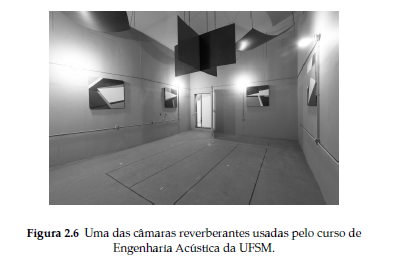 Figura 2.6 Uma das câmaras reverberantes usadas pelo curso de
Engenharia Acústica da UFSM.